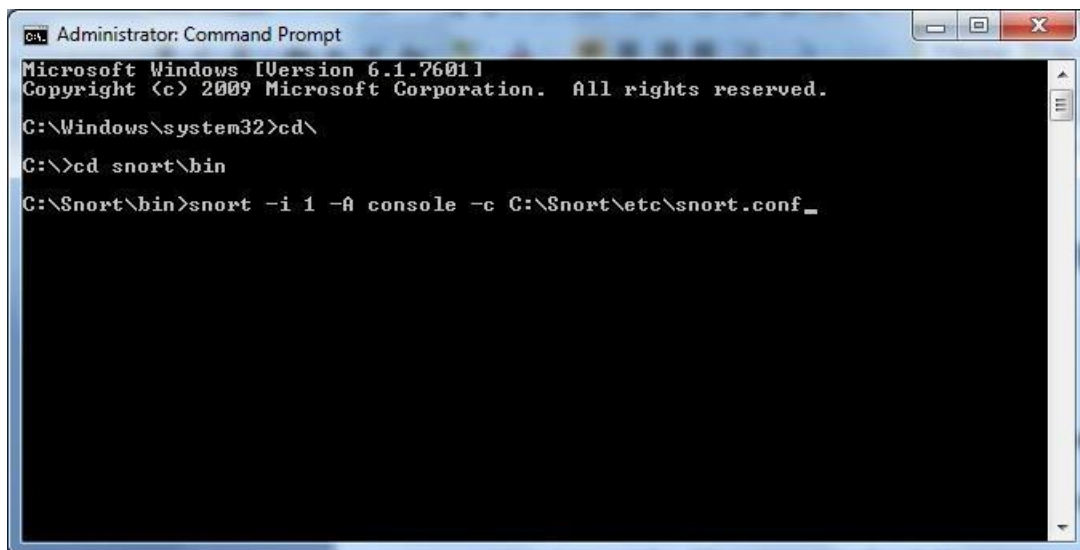 Administrator: Command Prompt
Microsoft Windows [Version 6.1.7601]
Copyright (c) 2009 Microsoft Corporation.  All rights reserved.
C:\Windows\system32>cd\
C:\>cd snort\bin
C:\Snort\bin>snort -i 1 -A console -c C:\Snort\etc\snort.conf_